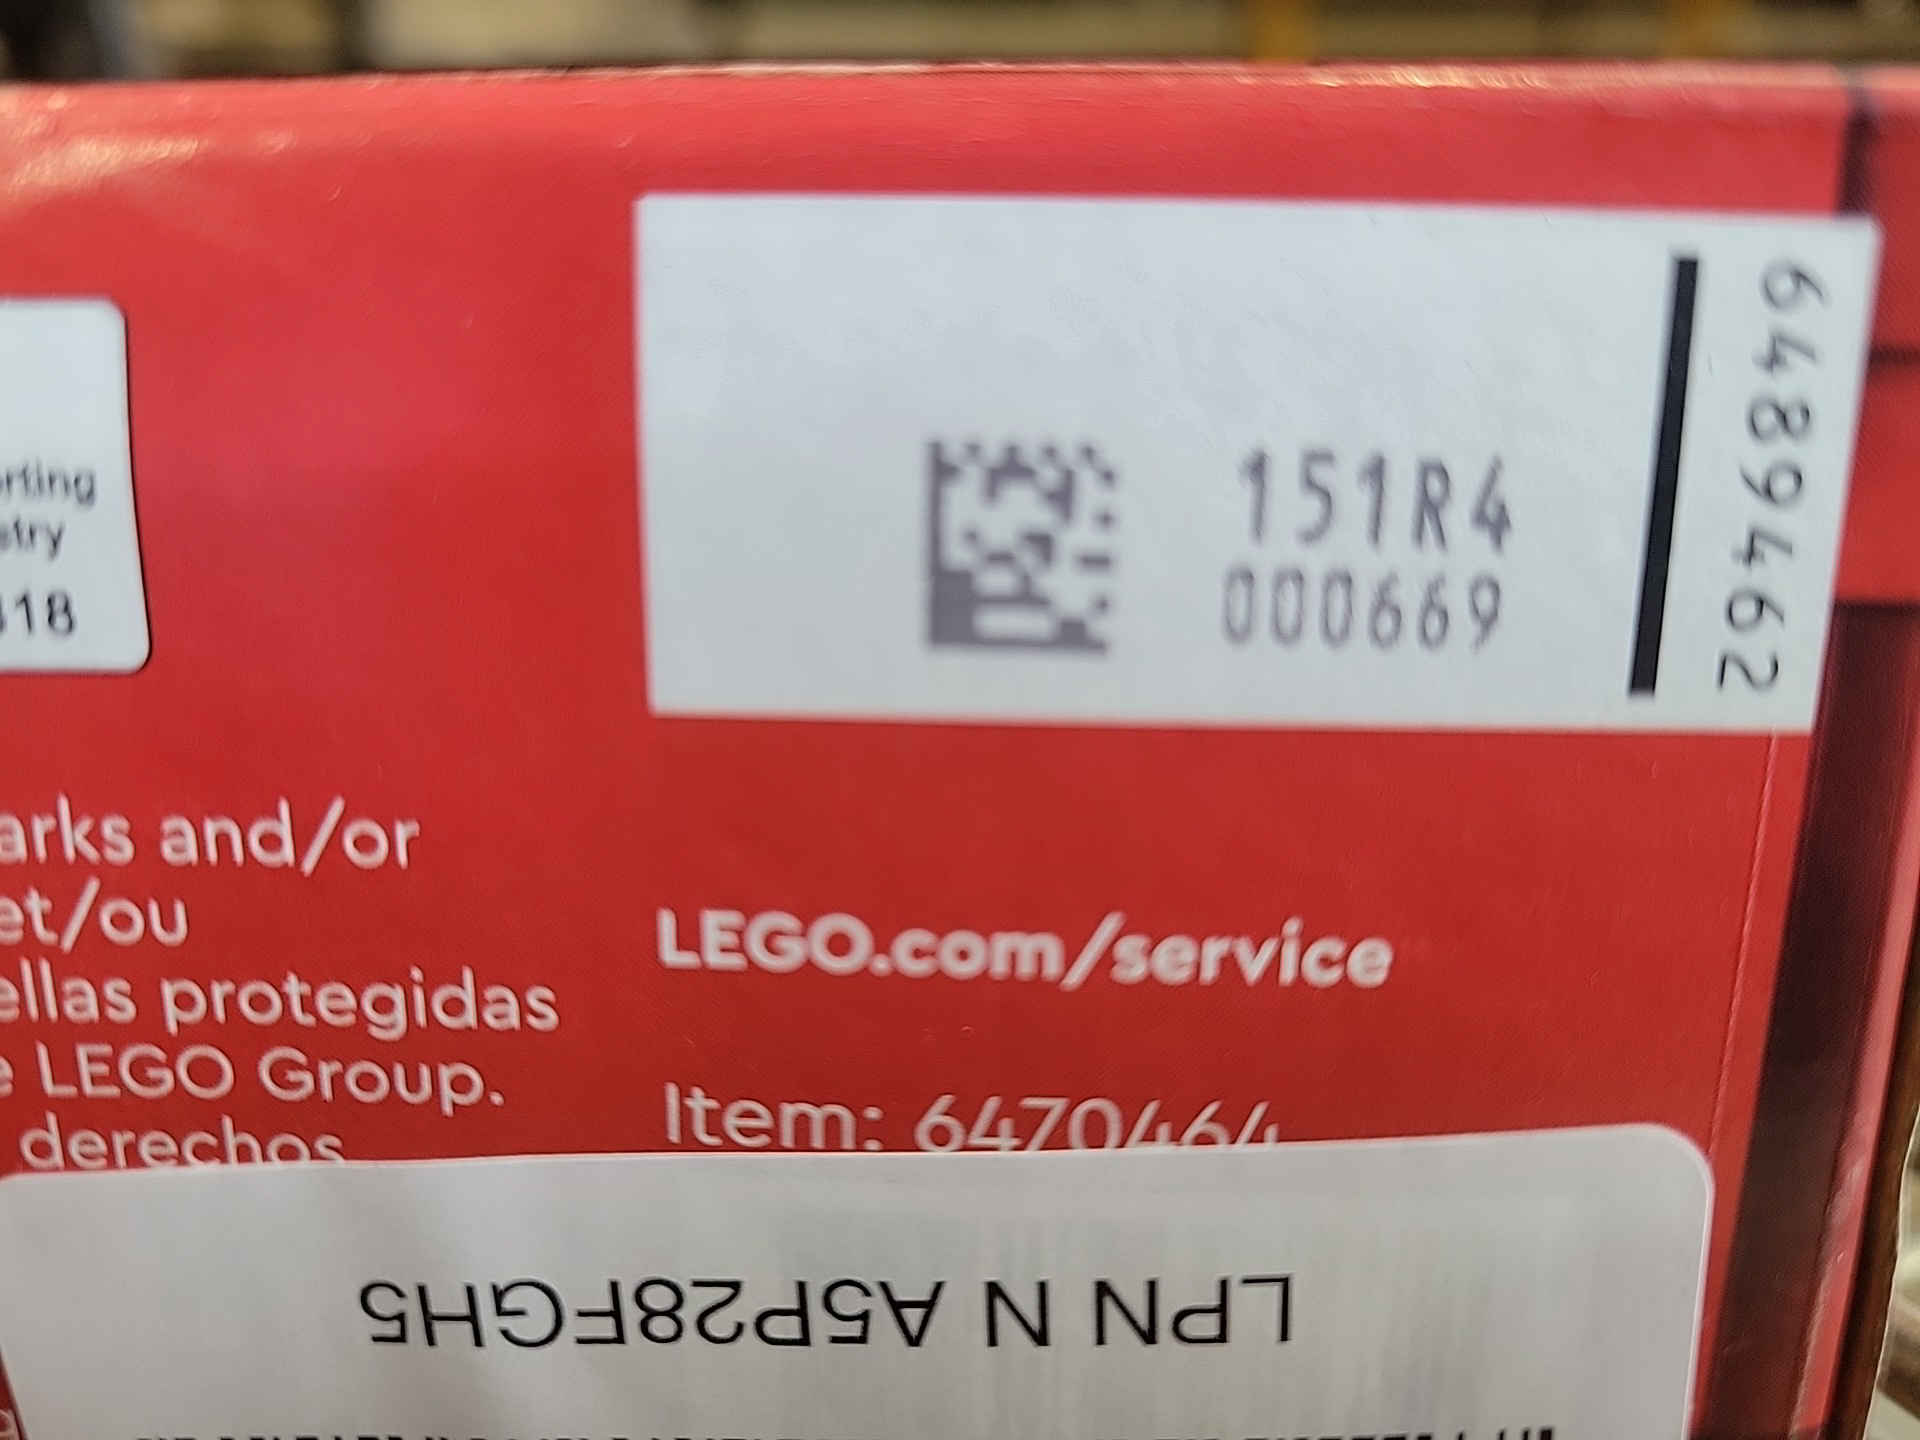 rting
stry
318
151R4
000669
6489462
arks and/or
et/ou
ellas protegidas
e LEGO Group.
derechos
LEGO.com/service
Item: 6470464
LPN N A5P28FGH5